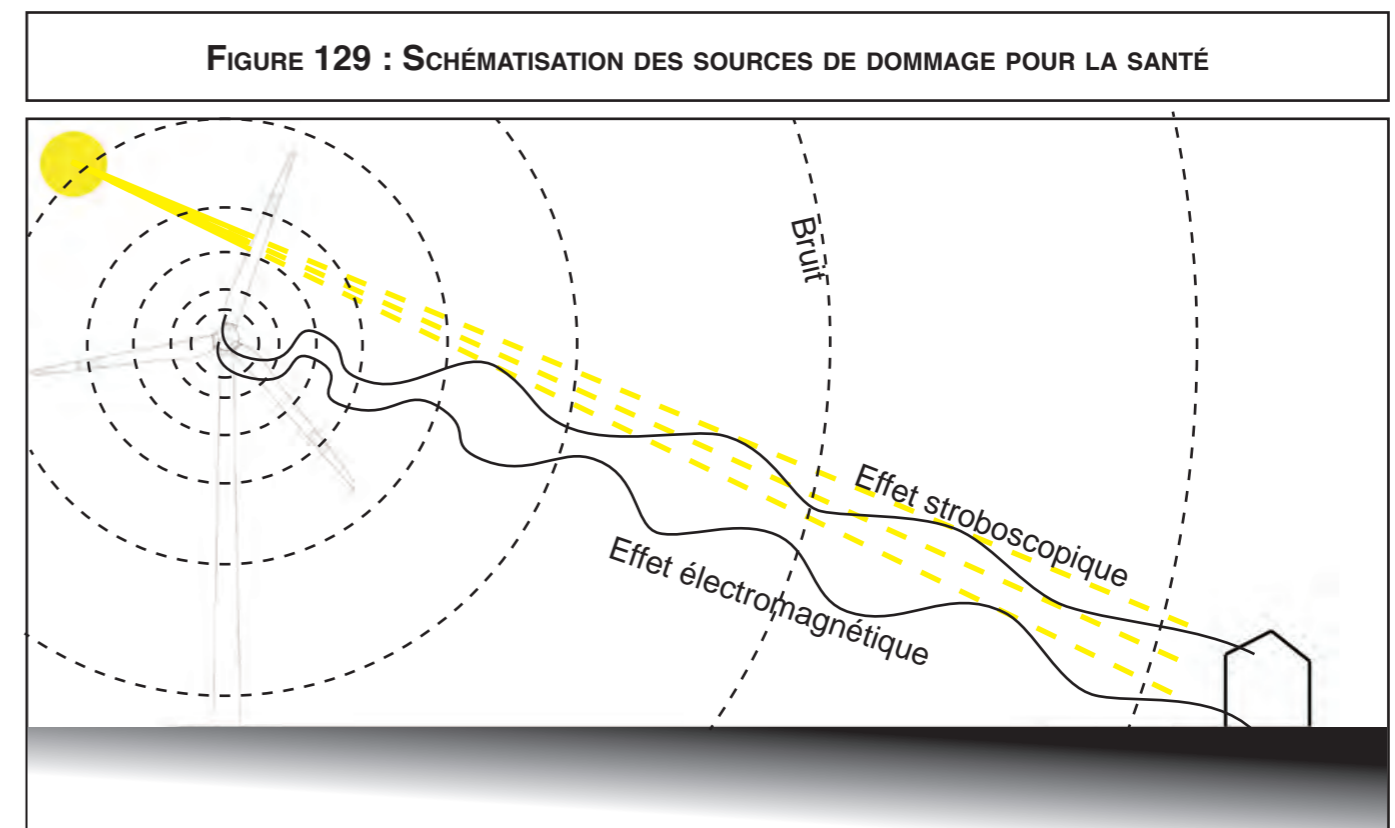 FIGURE 129 : SCHÉMATISATION DES SOURCES DE DOMMAGE POUR LA SANTÉ
Bruit
Effet stroboscopique
Effet électromagnétique